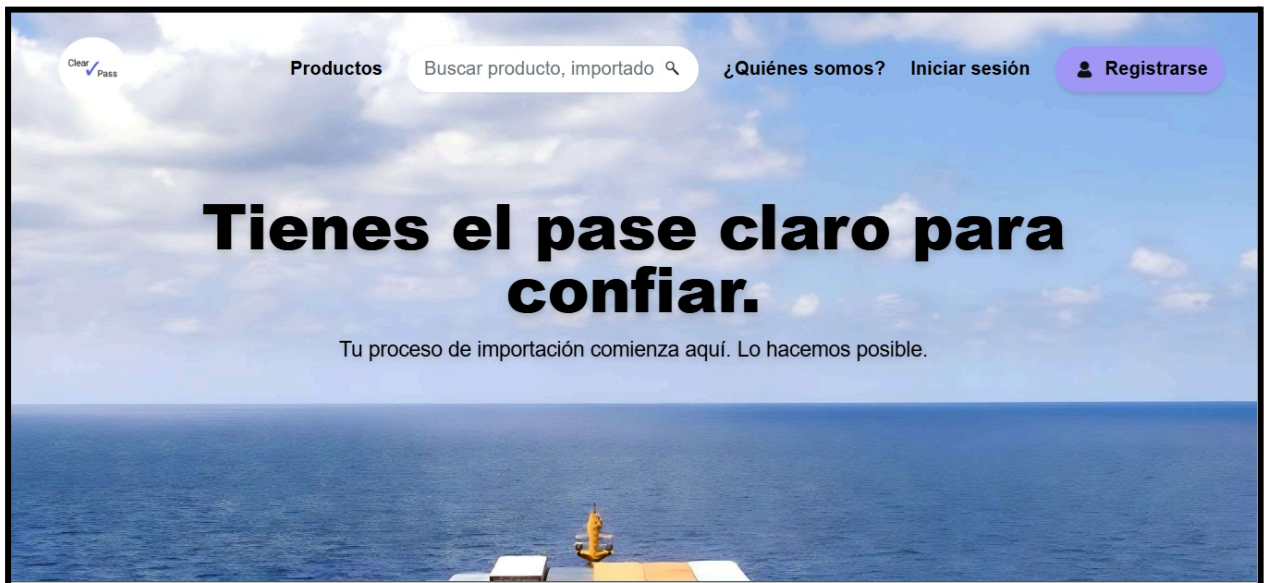 Clear
Pass
Productos
Buscar producto, importado
¿Quiénes somos?
Iniciar sesión
Registrarse
Tienes el pase claro para
confiar.
Tu proceso de importación comienza aquí. Lo hacemos posible.